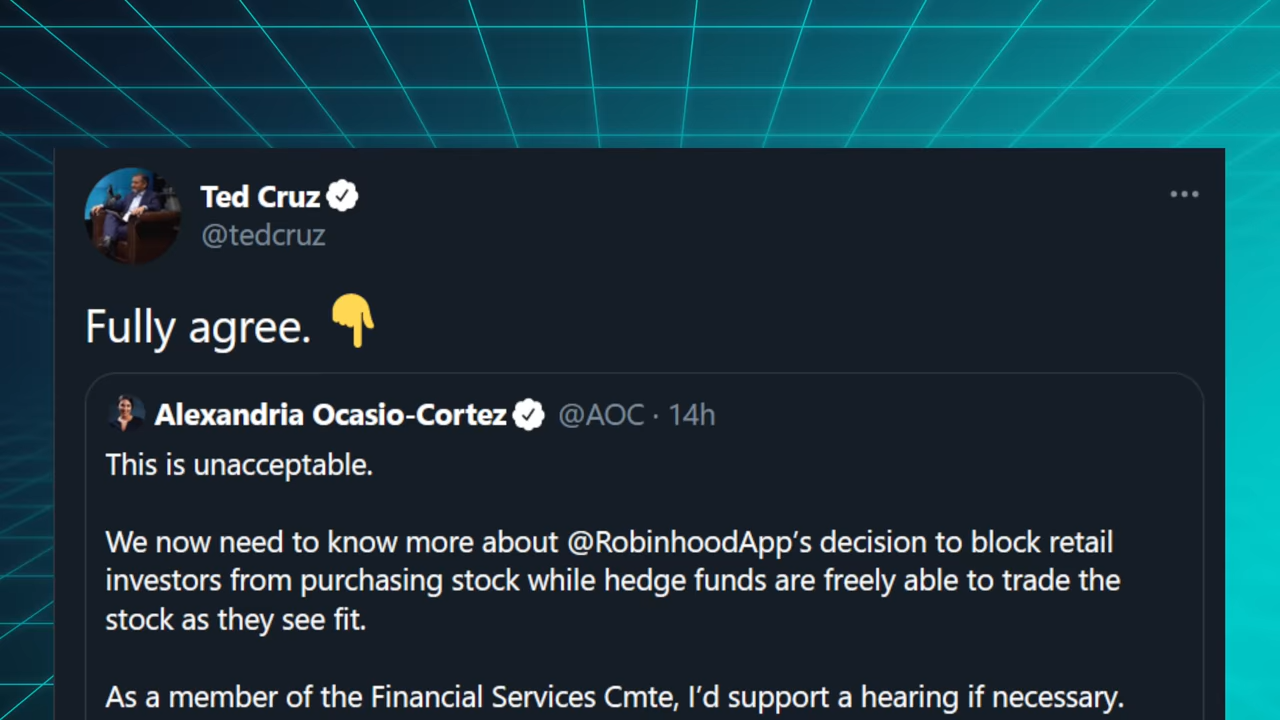 Ted Cruz
@tedcruz
Fully agree. 👇
Alexandria Ocasio-Cortez @AOC · 14h
This is unacceptable.
We now need to know more about @RobinhoodApp’s decision to block retail
investors from purchasing stock while hedge funds are freely able to trade the
stock as they see fit.
As a member of the Financial Services Cmte, I’d support a hearing if necessary.